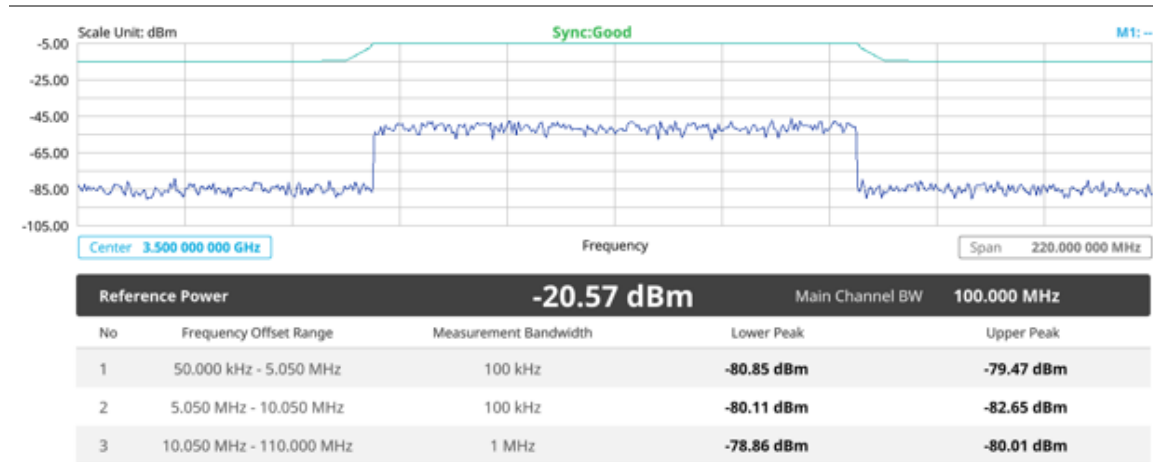 Scale Unit: dBm Sync:Good M1: --
-5.00
-25.00
-45.00
-65.00
-85.00
-105.00
Center 3.500 000 000 GHz Frequency Span 220.000 000 MHz
Reference Power -20.57 dBm Main Channel BW 100.000 MHz
No Frequency Offset Range Measurement Bandwidth Lower Peak Upper Peak
1 50.000 kHz - 5.050 MHz 100 kHz -80.85 dBm -79.47 dBm
2 5.050 MHz - 10.050 MHz 100 kHz -80.11 dBm -82.65 dBm
3 10.050 MHz - 110.000 MHz 1 MHz -78.86 dBm -80.01 dBm